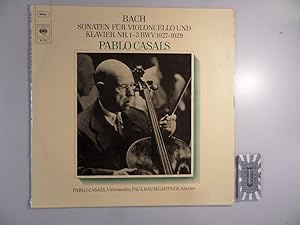 BACH
SONATEN FÜR VIOLONCELLO UND
KLAVIER NR. 1-3 BWV 1027-1029
PABLO CASALS
CBS
PABLO CASALS, Violoncello, PAUL BAUMGARTNER, Klavier